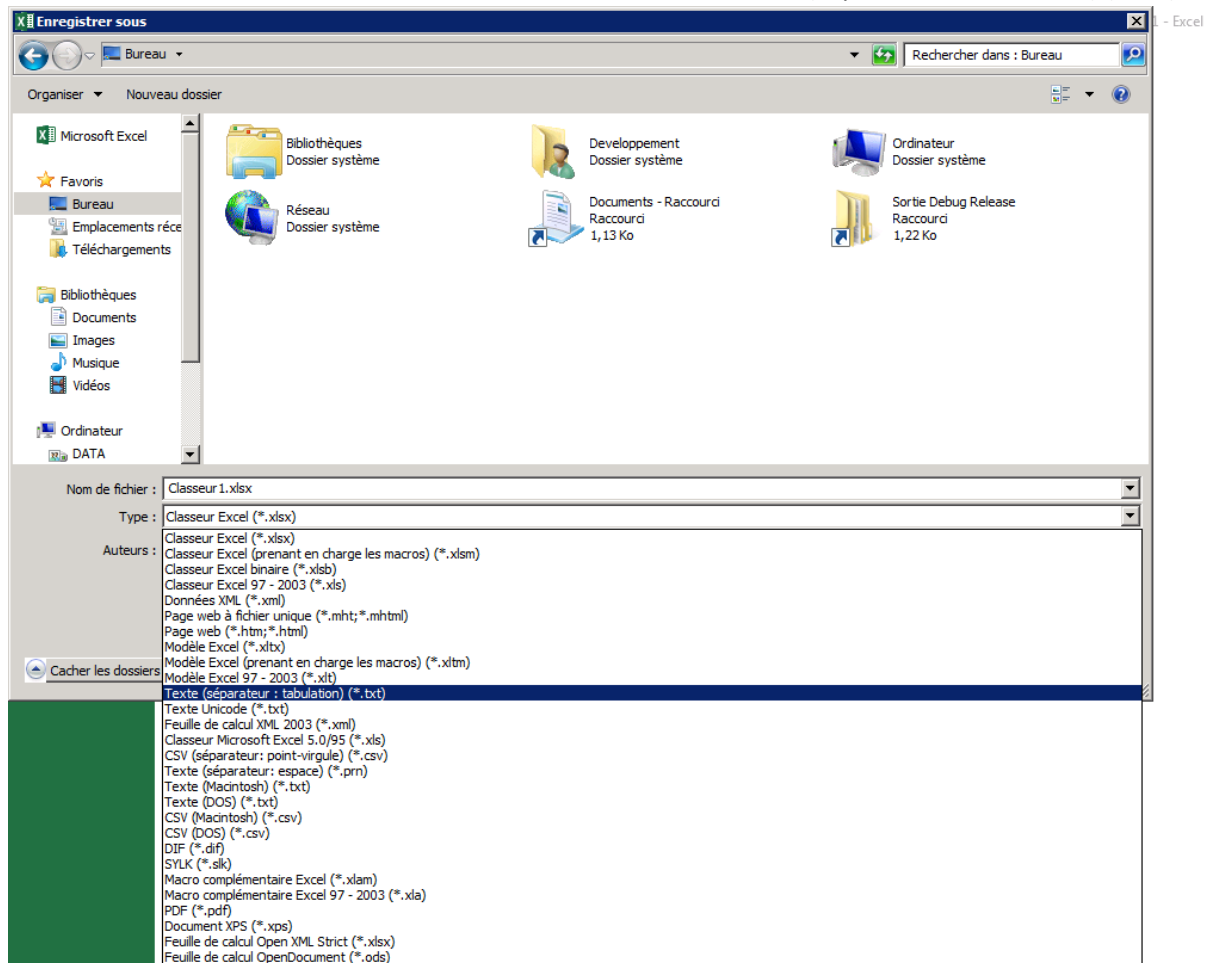 Enregistrer sous
1 - Excel
Bureau
Rechercher dans : Bureau
Organiser
Nouveau dossier
Microsoft Excel
Favoris
Bureau
Emplacements réce
Téléchargements
Bibliothèques
Documents
Images
Musique
Vidéos
Ordinateur
DATA
Bibliothèques
Dossier système
Developpement
Dossier système
Ordinateur
Dossier système
Réseau
Dossier système
Documents - Raccourci
Raccourci
1,13 Ko
Sortie Debug Release
Raccourci
1,22 Ko
Nom de fichier : Classeur1.xlsx
Type : Classeur Excel (*.xlsx)
Auteurs :
Classeur Excel (*.xlsx)
Classeur Excel (prenant en charge les macros) (*.xlsm)
Classeur Excel binaire (*.xlsb)
Classeur Excel 97 - 2003 (*.xls)
Données XML (*.xml)
Page web à fichier unique (*.mht;*.mhtml)
Page web (*.htm;*.html)
Modèle Excel (*.xltx)
Modèle Excel (prenant en charge les macros) (*.xltm)
Modèle Excel 97 - 2003 (*.xlt)
Texte (séparateur : tabulation) (*.txt)
Texte Unicode (*.txt)
Feuille de calcul XML 2003 (*.xml)
Classeur Microsoft Excel 5.0/95 (*.xls)
CSV (séparateur: point-virgule) (*.csv)
Texte (séparateur: espace) (*.prn)
Texte (Macintosh) (*.txt)
Texte (DOS) (*.txt)
CSV (Macintosh) (*.csv)
CSV (DOS) (*.csv)
DIF (*.dif)
SYLK (*.slk)
Macro complémentaire Excel (*.xlam)
Macro complémentaire Excel 97 - 2003 (*.xla)
PDF (*.pdf)
Document XPS (*.xps)
Feuille de calcul Open XML Strict (*.xlsx)
Feuille de calcul OpenDocument (*.ods)
Cacher les dossiers